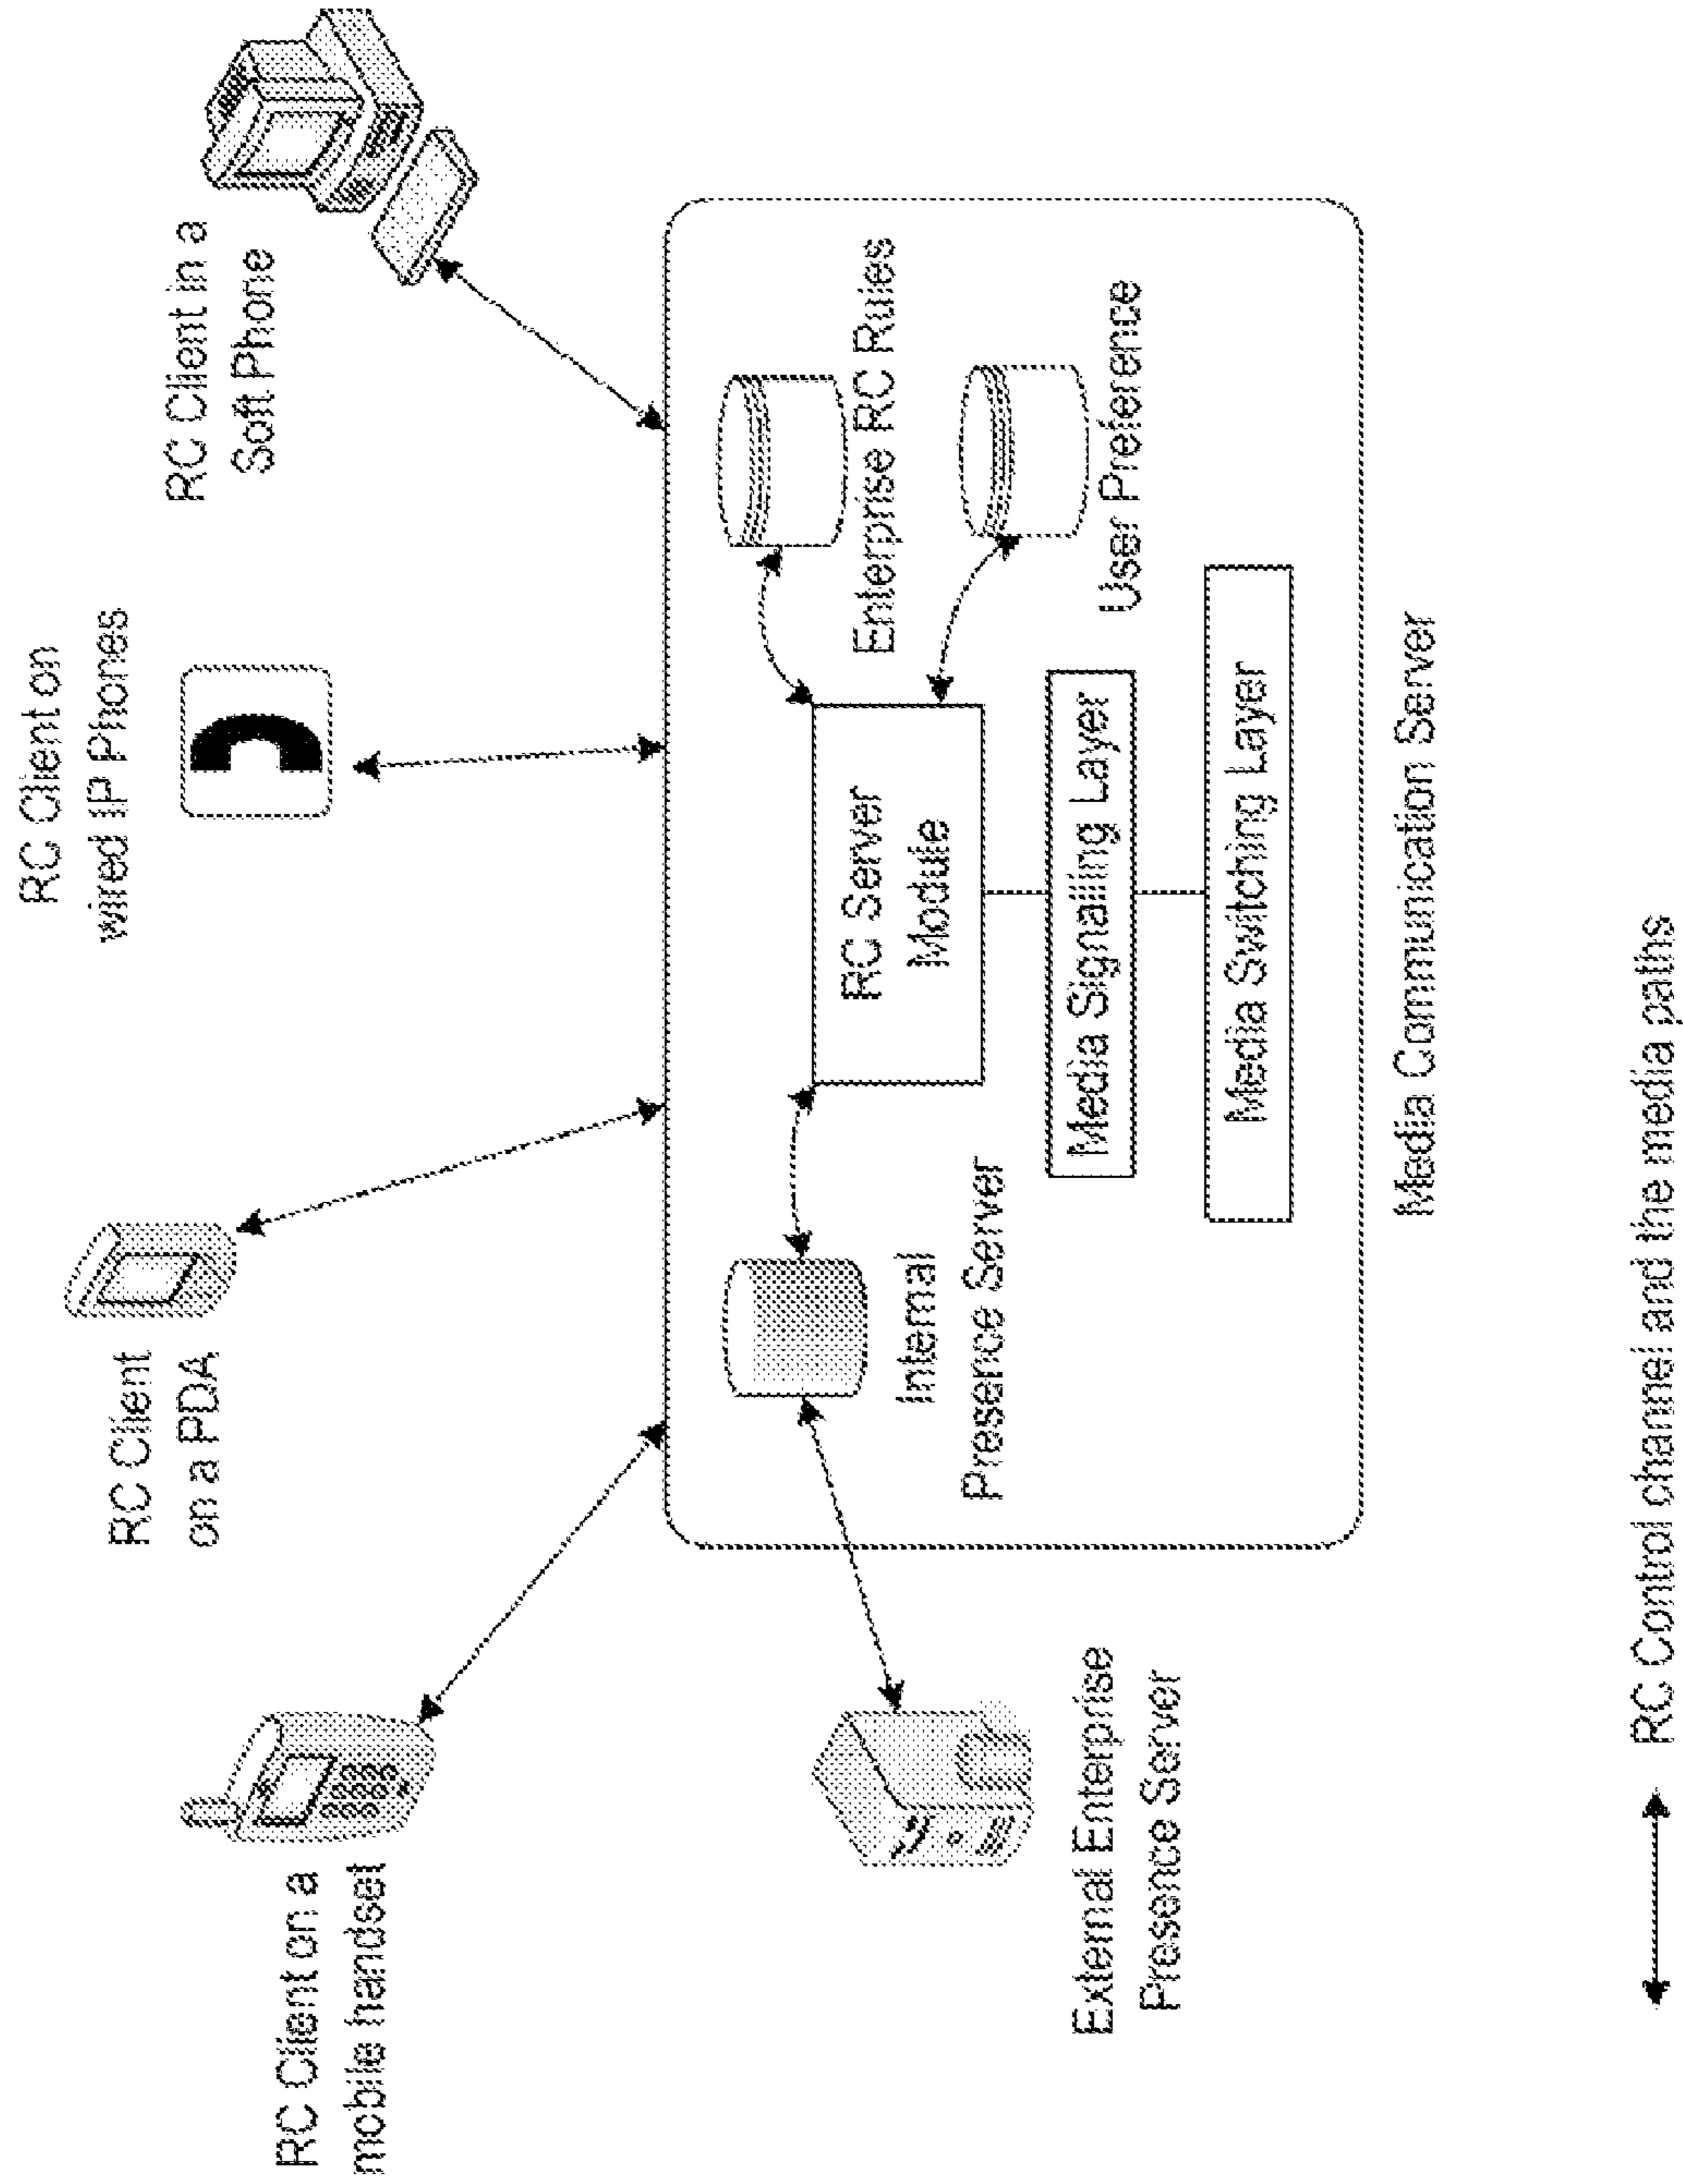 RC Client on a
mobile handset
RC Client
on a PDA
RC Client on
wired IP Phones
RC Client in a
Soft Phone
External Enterprise
Presence Server
Internal
Presence Server
RC Server
Module
Enterprise RC Rules
User Preference
Media Signalling Layer
Media Switching Layer
Media Communication Server
RC Control channel and the media paths